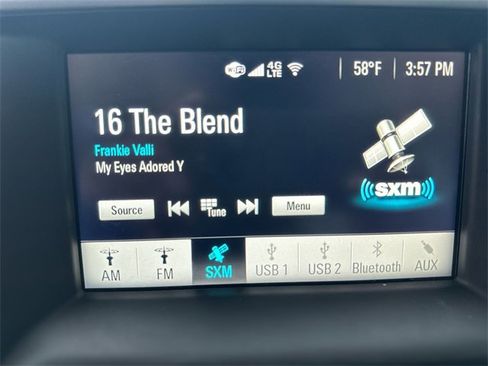 WiFi 4G LTE 58°F 3:57 PM
16 The Blend
Frankie Valli
My Eyes Adored Y
Source Tune Menu
sxm
AM FM SXM USB 1 USB 2 Bluetooth AUX